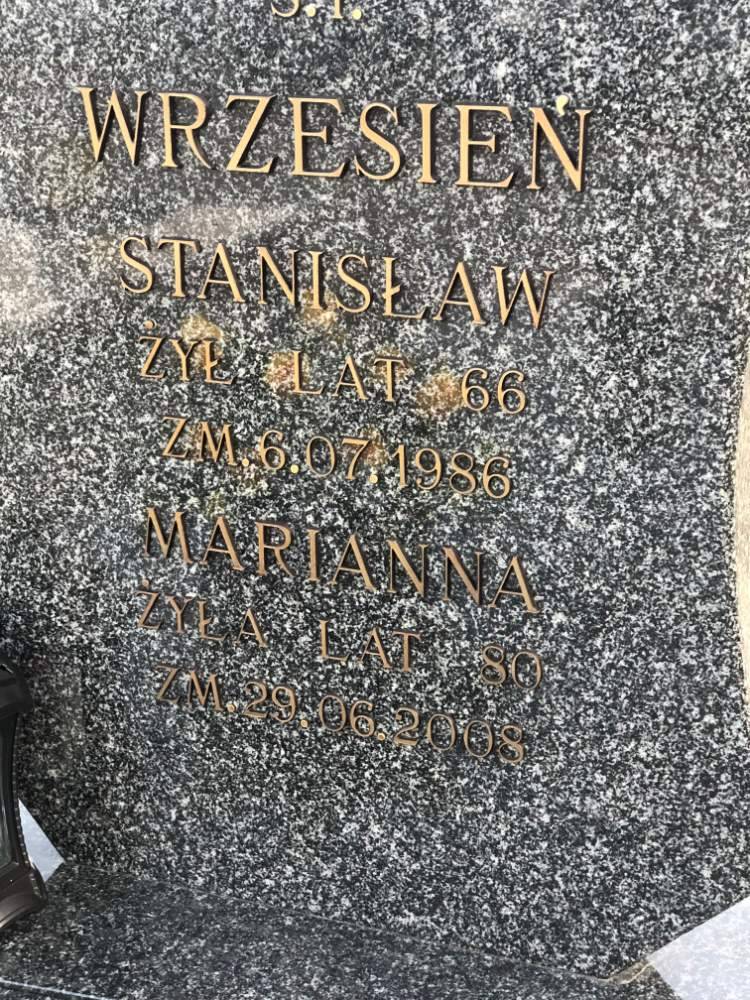 Ś.P.
WRZESIEŃ
STANISŁAW
ŻYŁ LAT 66
ZM. 6.07.1986
MARIANNA
ŻYŁA LAT 80
ZM. 29.06.2008